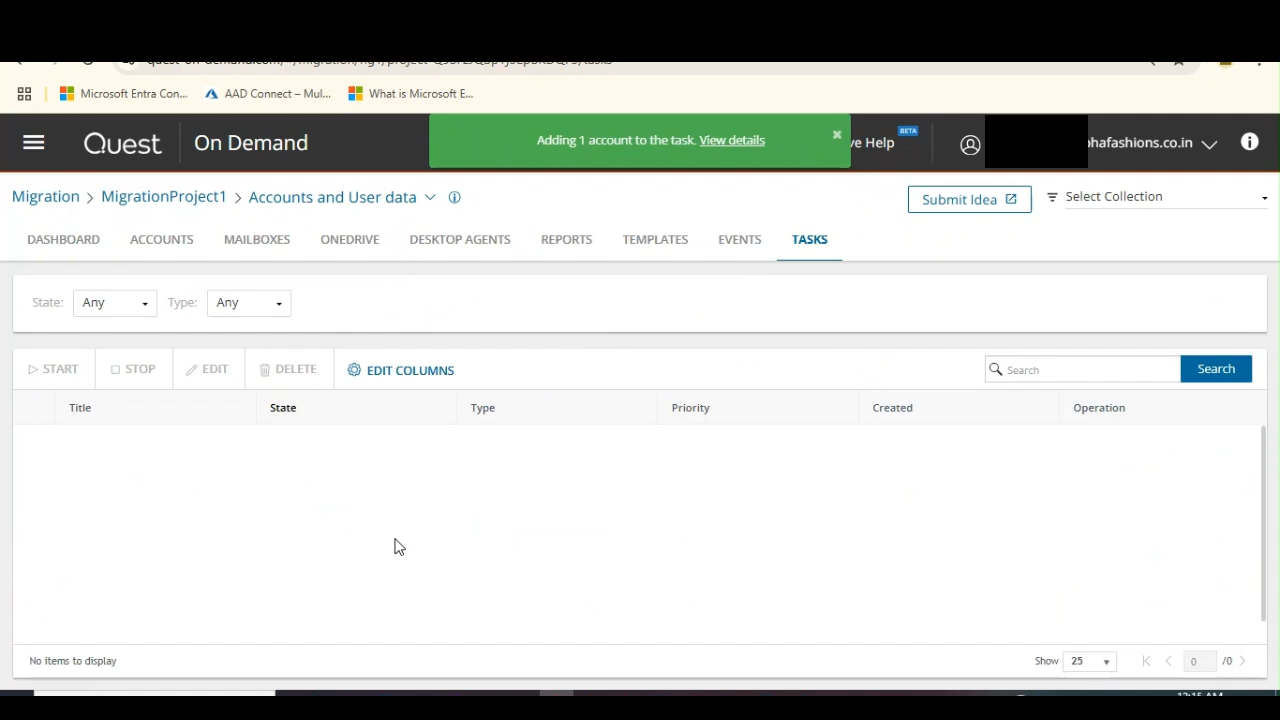 Microsoft Entra Con...
AAD Connect – Mul...
What is Microsoft E...
Quest
On Demand
Adding 1 account to the task. View details
ve Help
BETA
hafashions.co.in
Migration > MigrationProject1 > Accounts and User data
Submit Idea
Select Collection
DASHBOARD
ACCOUNTS
MAILBOXES
ONEDRIVE
DESKTOP AGENTS
REPORTS
TEMPLATES
EVENTS
TASKS
State: Any
Type: Any
START
STOP
EDIT
DELETE
EDIT COLUMNS
Search
Search
Title
State
Type
Priority
Created
Operation
No items to display
Show 25
0 /0